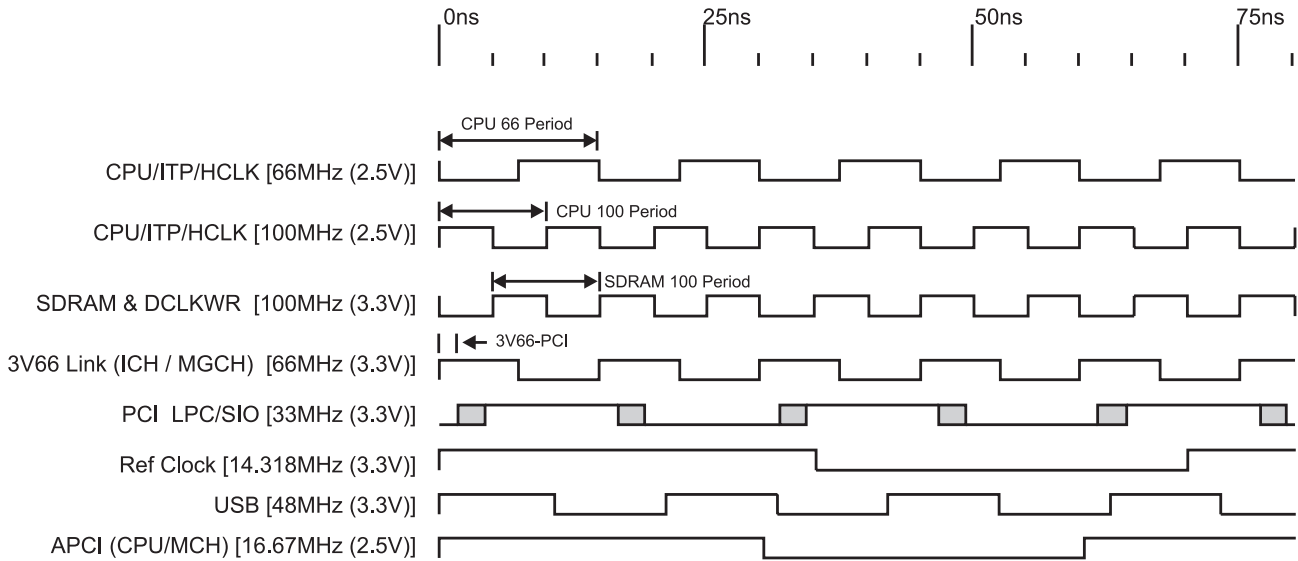 0ns 25ns 50ns 75ns
CPU 66 Period
CPU/ITP/HCLK [66MHz (2.5V)]
CPU 100 Period
CPU/ITP/HCLK [100MHz (2.5V)]
SDRAM 100 Period
SDRAM & DCLKWR [100MHz (3.3V)]
3V66-PCI
3V66 Link (ICH / MGCH) [66MHz (3.3V)]
PCI LPC/SIO [33MHz (3.3V)]
Ref Clock [14.318MHz (3.3V)]
USB [48MHz (3.3V)]
APCI (CPU/MCH) [16.67MHz (2.5V)]